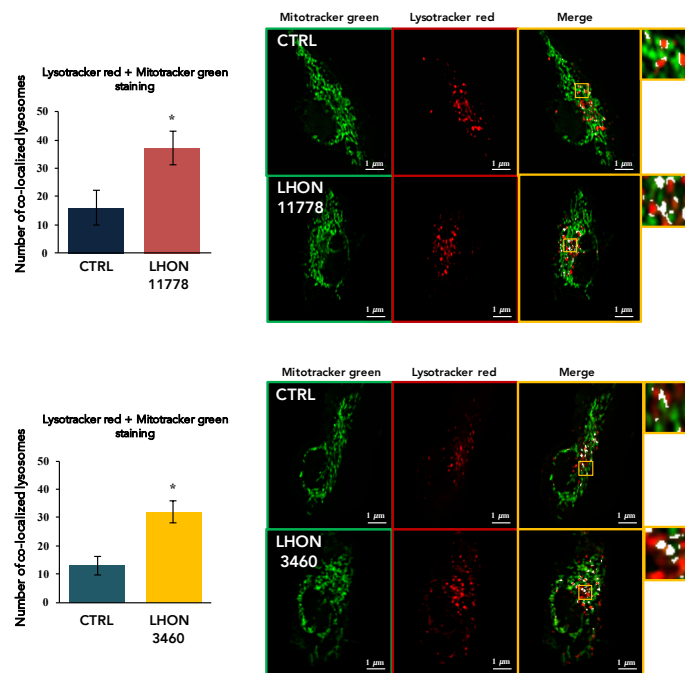 Mitotracker green Lysotracker red Merge
CTRL
Lysotracker red + Mitotracker green
staining
Number of co-localized lysosomes
50
40
30
20
10
0
*
CTRL LHON
11778
1 µm 1 µm 1 µm
LHON
11778
1 µm 1 µm 1 µm
Mitotracker green Lysotracker red Merge
CTRL
Lysotracker red + Mitotracker green
staining
Number of co-localized lysosomes
50
40
30
20
10
0
*
CTRL LHON
3460
1 µm 1 µm 1 µm
LHON
3460
1 µm 1 µm 1 µm